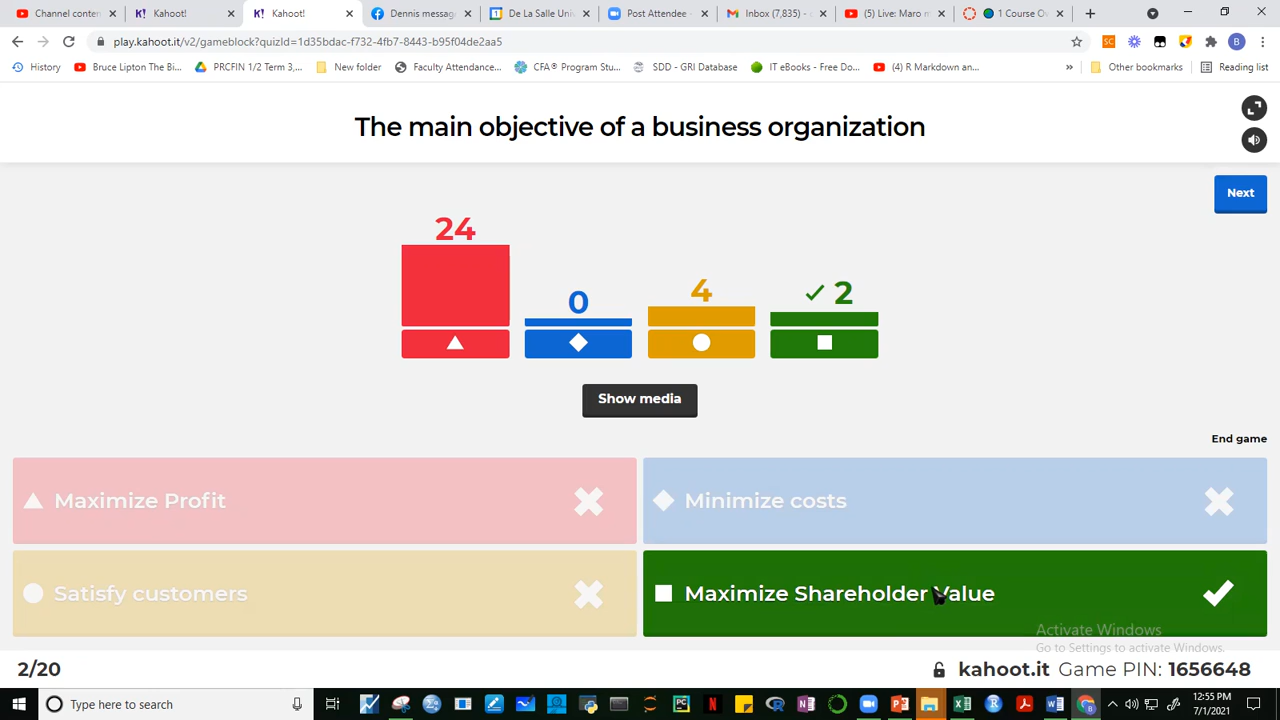 Channel conten
Kahoot!
Kahoot!
Dennis messag
De La Salle Univ
Post Attendee -
Inbox (7,835) -
(5) Live: Maro m
1 Course Ov
play.kahoot.it/v2/gameblock?quizId=1d35bdac-f732-4fb7-8443-b95f04de2aa5
History
Bruce Lipton The Bi...
PRCFIN 1/2 Term 3,...
New folder
Faculty Attendance...
CFA® Program Stu...
SDD - GRI Database
IT eBooks - Free Do...
(4) R Markdown an...
»
Other bookmarks
Reading list
The main objective of a business organization
Next
24
0
4
2
Show media
End game
Maximize Profit
Minimize costs
Satisfy customers
Maximize Shareholder Value
Activate Windows
Go to Settings to activate Windows.
2/20
kahoot.it Game PIN: 1656648
Type here to search
12:55 PM
7/1/2021